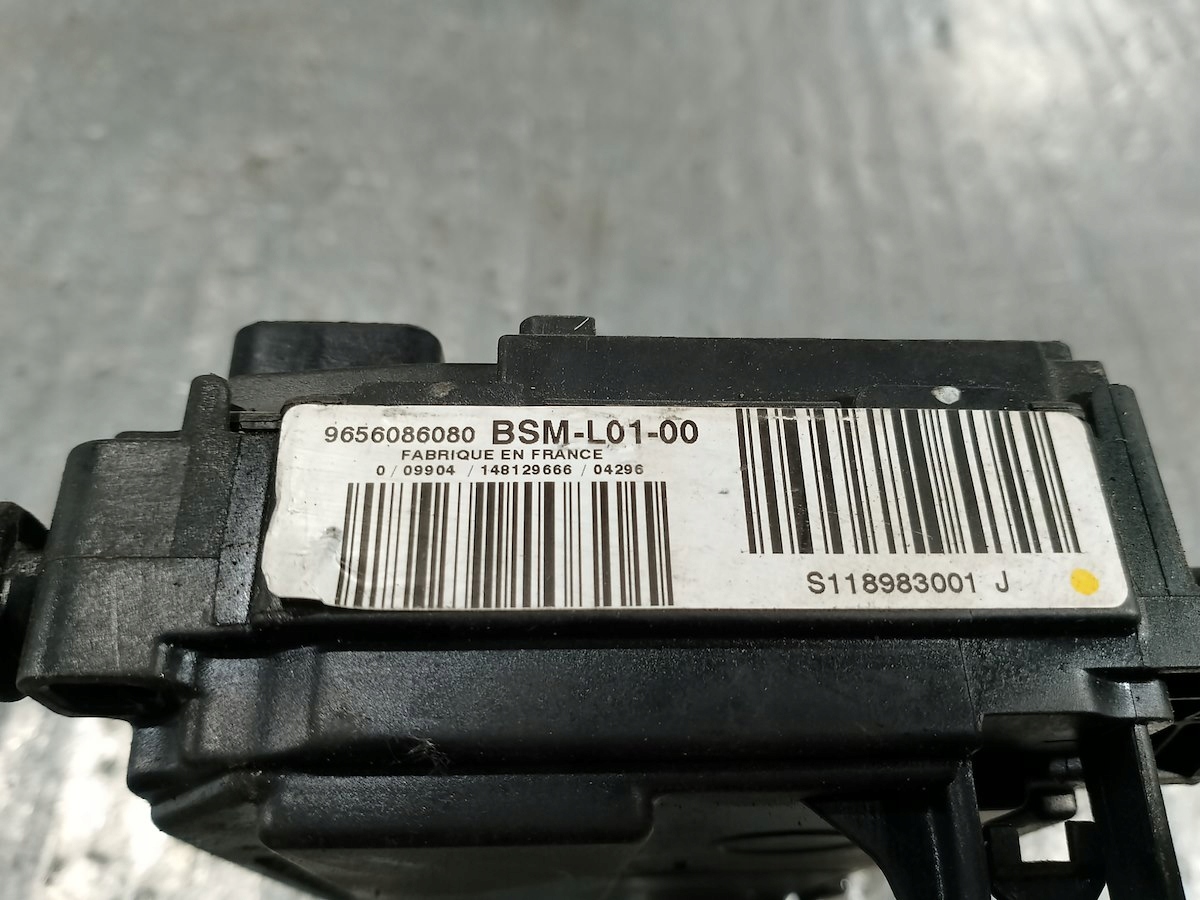 9656086080 BSM-L01-00
FABRIQUE EN FRANCE
0 / 09904 / 148129666 / 04296
S118983001 J